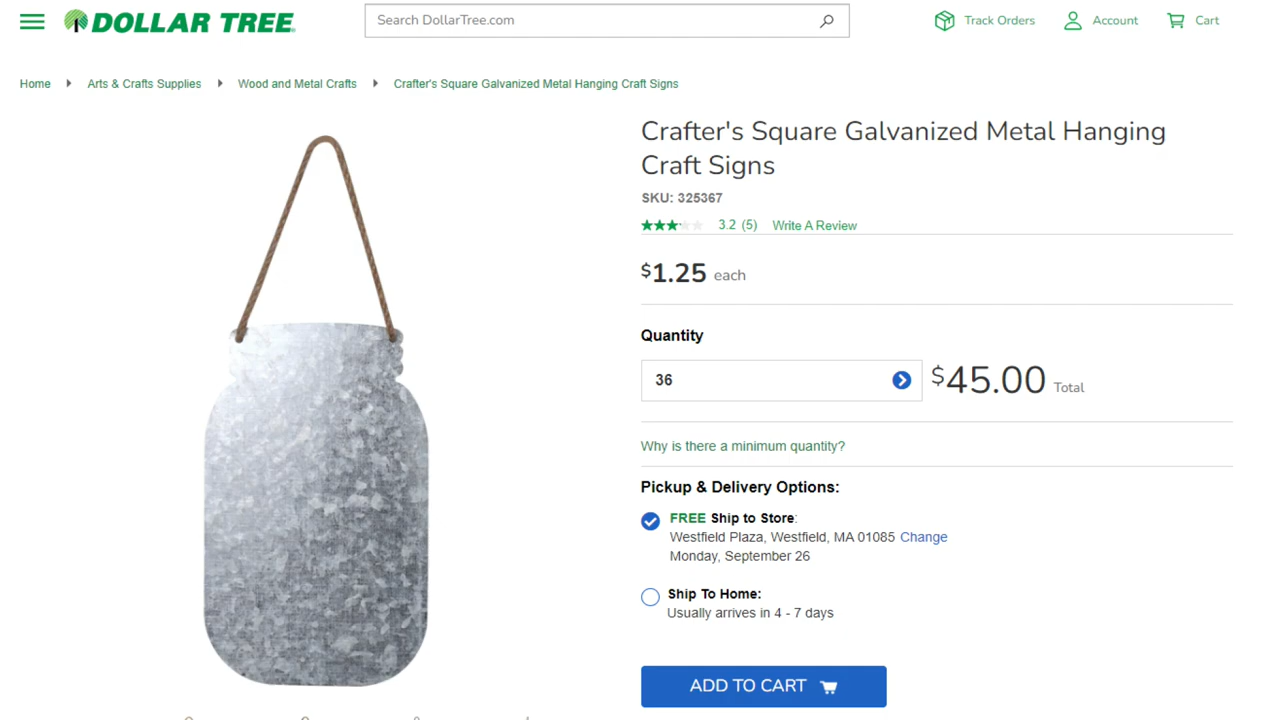 DOLLAR TREE
Search DollarTree.com
Track Orders
Account
Cart
Home
Arts & Crafts Supplies
Wood and Metal Crafts
Crafter's Square Galvanized Metal Hanging Craft Signs
Crafter's Square Galvanized Metal Hanging
Craft Signs
SKU: 325367
3.2 (5) Write A Review
$1.25 each
Quantity
36
$45.00 Total
Why is there a minimum quantity?
Pickup & Delivery Options:
FREE Ship to Store:
Westfield Plaza, Westfield, MA 01085 Change
Monday, September 26
Ship To Home:
Usually arrives in 4 - 7 days
ADD TO CART